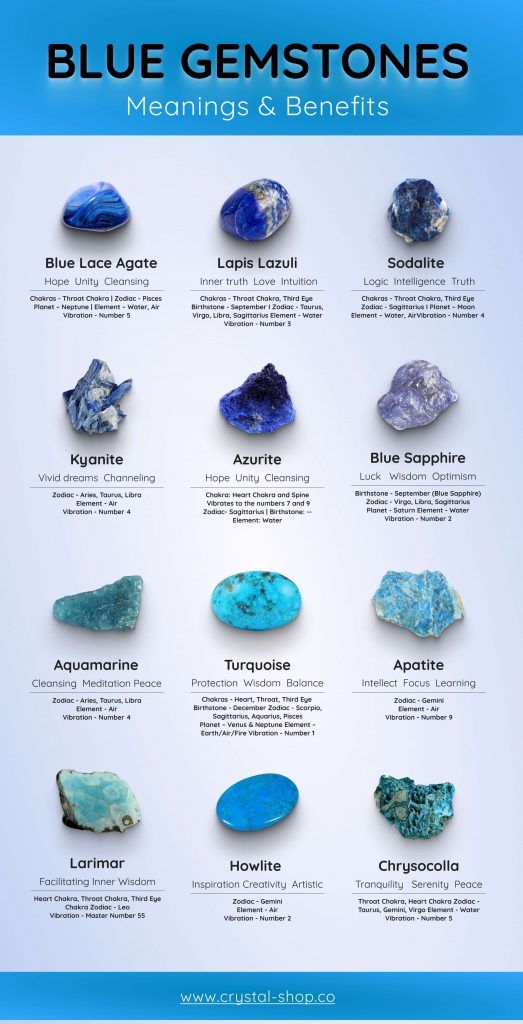 BLUE GEMSTONES
Meanings & Benefits
Blue Lace Agate
Hope Unity Cleansing
Chakras - Throat Chakra | Zodiac - Pisces
Planet – Neptune | Element – Water, Air
Vibration - Number 5
Lapis Lazuli
Inner truth Love Intuition
Chakras - Throat Chakra, Third Eye
Birthstone - September I Zodiac - Taurus,
Virgo, Libra, Sagittarius Element - Water
Vibration - Number 3
Sodalite
Logic Intelligence Truth
Chakras - Throat Chakra, Third Eye
Zodiac - Sagittarius I Planet – Moon
Element – Water, AirVibration - Number 4
Kyanite
Vivid dreams Channeling
Zodiac - Aries, Taurus, Libra
Element - Air
Vibration - Number 4
Azurite
Hope Unity Cleansing
Chakra: Heart Chakra and Spine
Vibrates to the numbers 7 and 9
Zodiac- Sagittarius | Birthstone: --
Element: Water
Blue Sapphire
Luck Wisdom Optimism
Birthstone - September (Blue Sapphire)
Zodiac - Virgo, Libra, Sagittarius
Planet - Saturn Element - Water
Vibration - Number 2
Aquamarine
Cleansing Meditation Peace
Zodiac - Aries, Taurus, Libra
Element - Air
Vibration - Number 4
Turquoise
Protection Wisdom Balance
Chakras - Heart, Throat, Third Eye
Birthstone - December Zodiac - Scorpio,
Sagittarius, Aquarius, Pisces
Planet – Venus & Neptune Element –
Earth/Air/Fire Vibration - Number 1
Apatite
Intellect Focus Learning
Zodiac - Gemini
Element - Air
Vibration - Number 9
Larimar
Facilitating Inner Wisdom
Heart Chakra, Throat Chakra, Third Eye
Chakra Zodiac - Leo
Vibration - Master Number 55
Howlite
Inspiration Creativity Artistic
Zodiac - Gemini
Element - Air
Vibration - Number 2
Chrysocolla
Tranquility Serenity Peace
Throat Chakra, Heart Chakra Zodiac -
Taurus, Gemini, Virgo Element - Water
Vibration - Number 5
www.crystal-shop.co